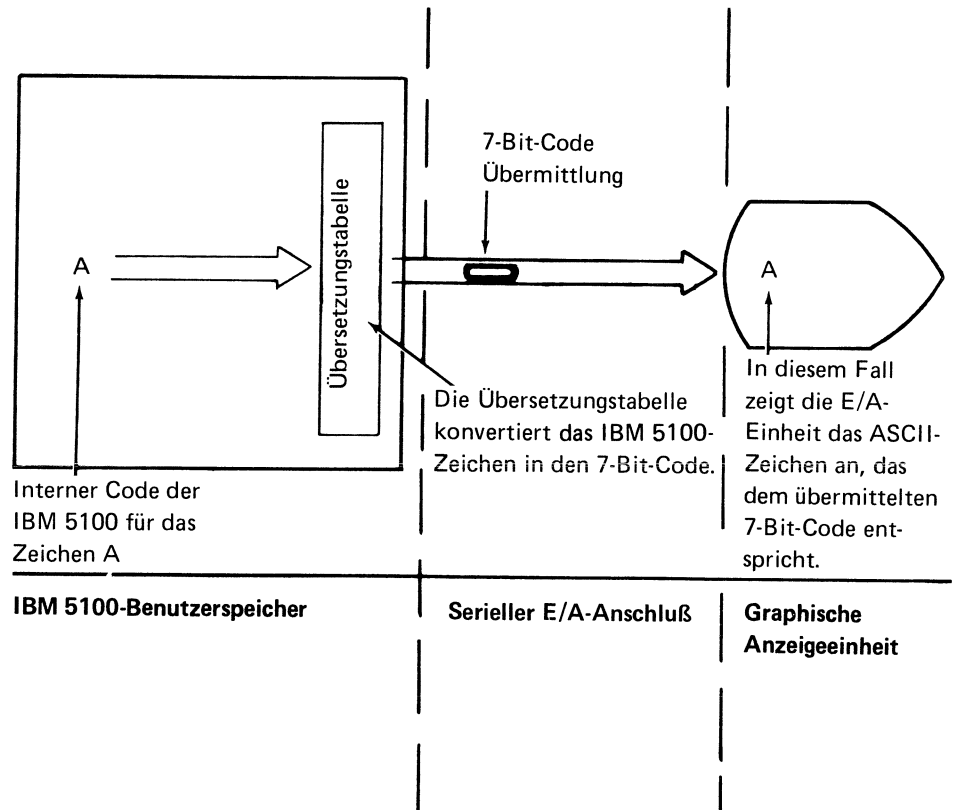 7-Bit-Code
Übermittlung
A
Übersetzungstabelle
A
Die Übersetzungstabelle
konvertiert das IBM 5100-
Zeichen in den 7-Bit-Code.
In diesem Fall
zeigt die E/A-
Einheit das ASCII-
Zeichen an, das
dem übermittelten
7-Bit-Code ent-
spricht.
Interner Code der
IBM 5100 für das
Zeichen A
IBM 5100-Benutzerspeicher
Serieller E/A-Anschluß
Graphische
Anzeigeeinheit